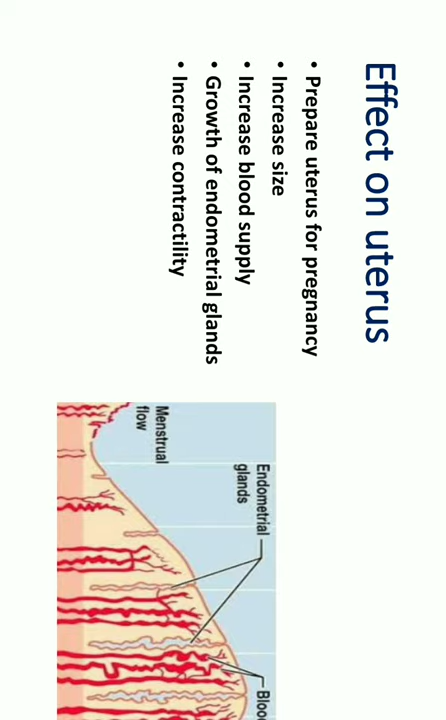 Effect on uterus
• Prepare uterus for pregnancy
• Increase size
• Increase blood supply
• Growth of endometrial glands
• Increase contractility
Endometrial
glands
Menstrual
flow